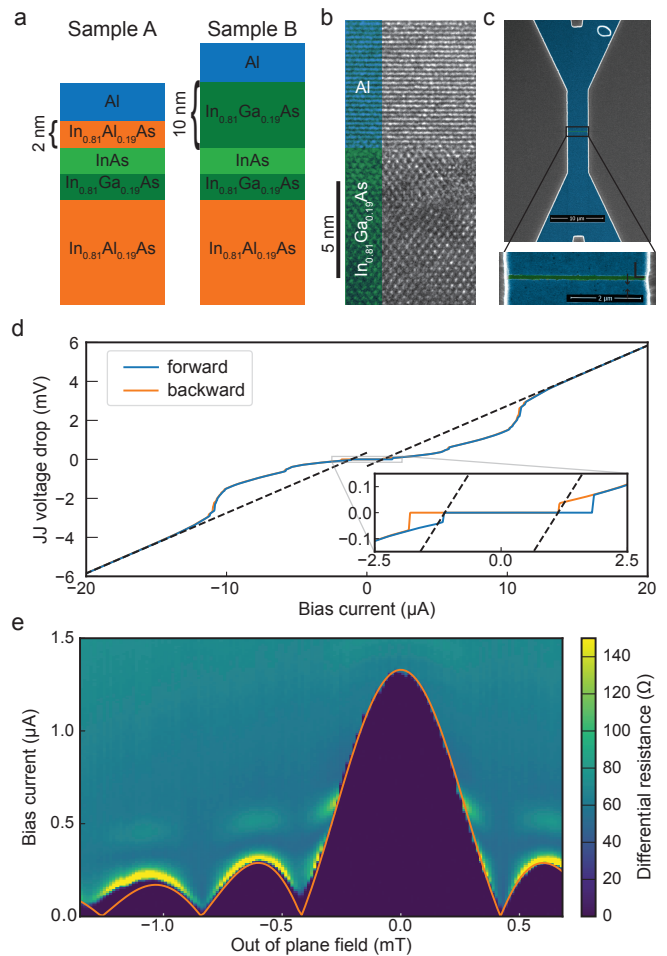 a
Sample A
Sample B
Al
In0.81Al0.19As
InAs
In0.81Ga0.19As
In0.81Al0.19As
2 nm
Al
In0.81Ga0.19As
InAs
In0.81Ga0.19As
In0.81Al0.19As
10 nm
b
Al
In0.81Ga0.19As
5 nm
c
10 µm
2 µm
d
forward
backward
JJ voltage drop (mV)
6
4
2
0
−2
−4
−6
0.1
0.0
−0.1
−2.5
0.0
2.5
−20
−10
0
10
20
Bias current (µA)
e
Bias current (µA)
1.5
1.0
0.5
0.0
−1.0
−0.5
0.0
0.5
Out of plane field (mT)
140
120
100
80
60
40
20
0
Differential resistance (Ω)